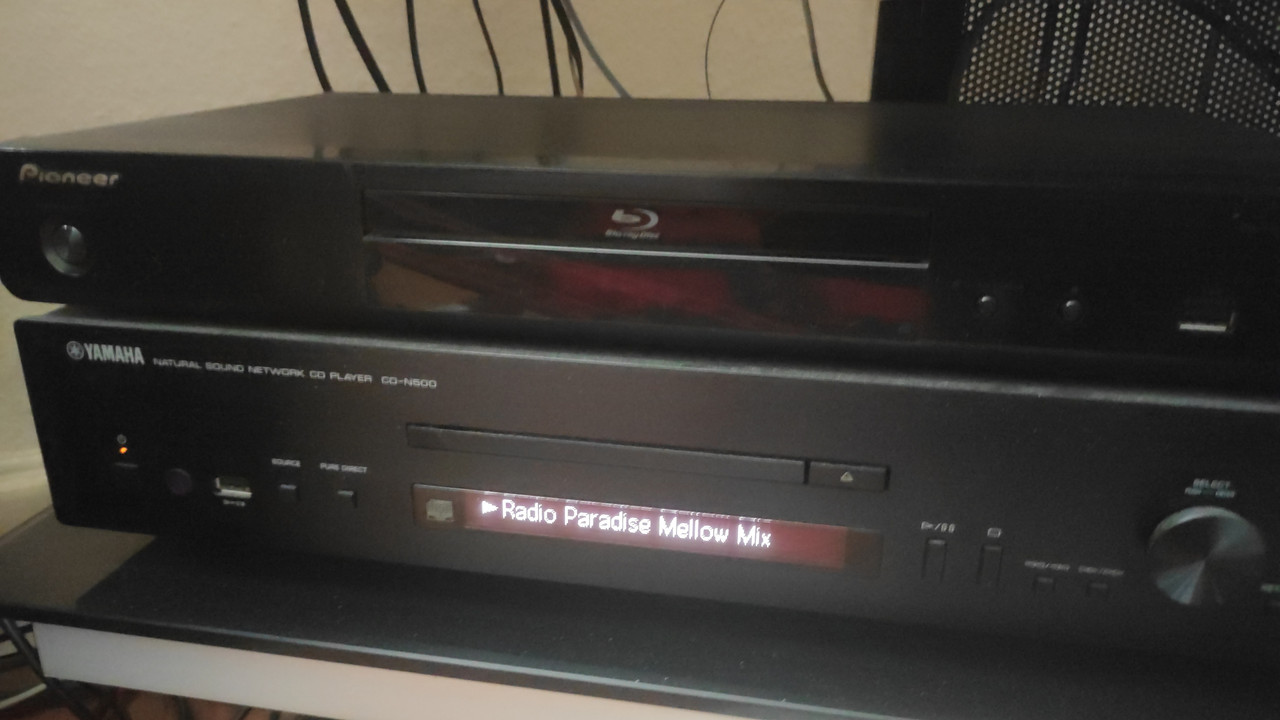 Pioneer
Blu-ray Disc
YAMAHA NATURAL SOUND NETWORK CD PLAYER CD-N500
SOURCE
PURE DIRECT
Radio Paradise Mellow Mix
SELECT